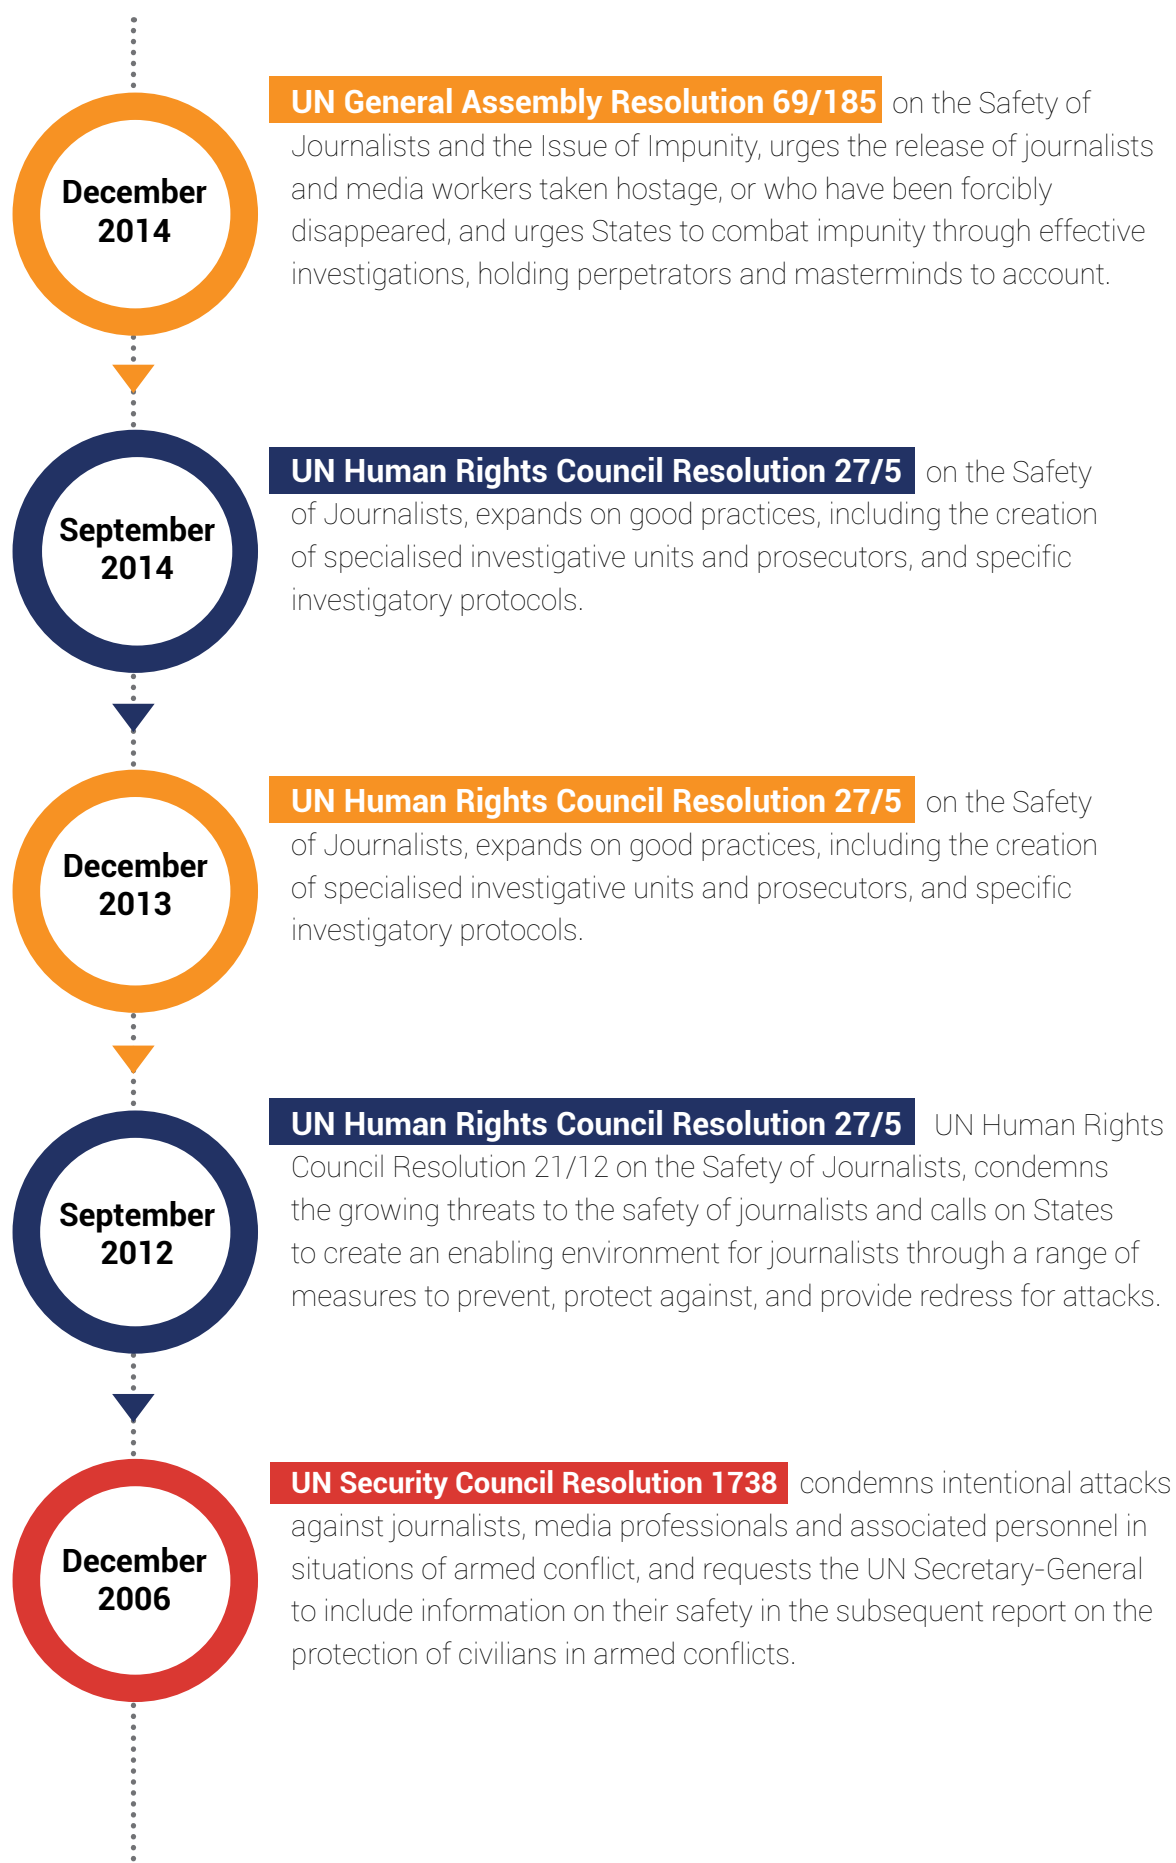 December
2014
UN General Assembly Resolution 69/185 on the Safety of
Journalists and the Issue of Impunity, urges the release of journalists
and media workers taken hostage, or who have been forcibly
disappeared, and urges States to combat impunity through effective
investigations, holding perpetrators and masterminds to account.
September
2014
UN Human Rights Council Resolution 27/5 on the Safety
of Journalists, expands on good practices, including the creation
of specialised investigative units and prosecutors, and specific
investigatory protocols.
December
2013
UN Human Rights Council Resolution 27/5 on the Safety
of Journalists, expands on good practices, including the creation
of specialised investigative units and prosecutors, and specific
investigatory protocols.
September
2012
UN Human Rights Council Resolution 27/5 UN Human Rights
Council Resolution 21/12 on the Safety of Journalists, condemns
the growing threats to the safety of journalists and calls on States
to create an enabling environment for journalists through a range of
measures to prevent, protect against, and provide redress for attacks.
December
2006
UN Security Council Resolution 1738 condemns intentional attacks
against journalists, media professionals and associated personnel in
situations of armed conflict, and requests the UN Secretary-General
to include information on their safety in the subsequent report on the
protection of civilians in armed conflicts.